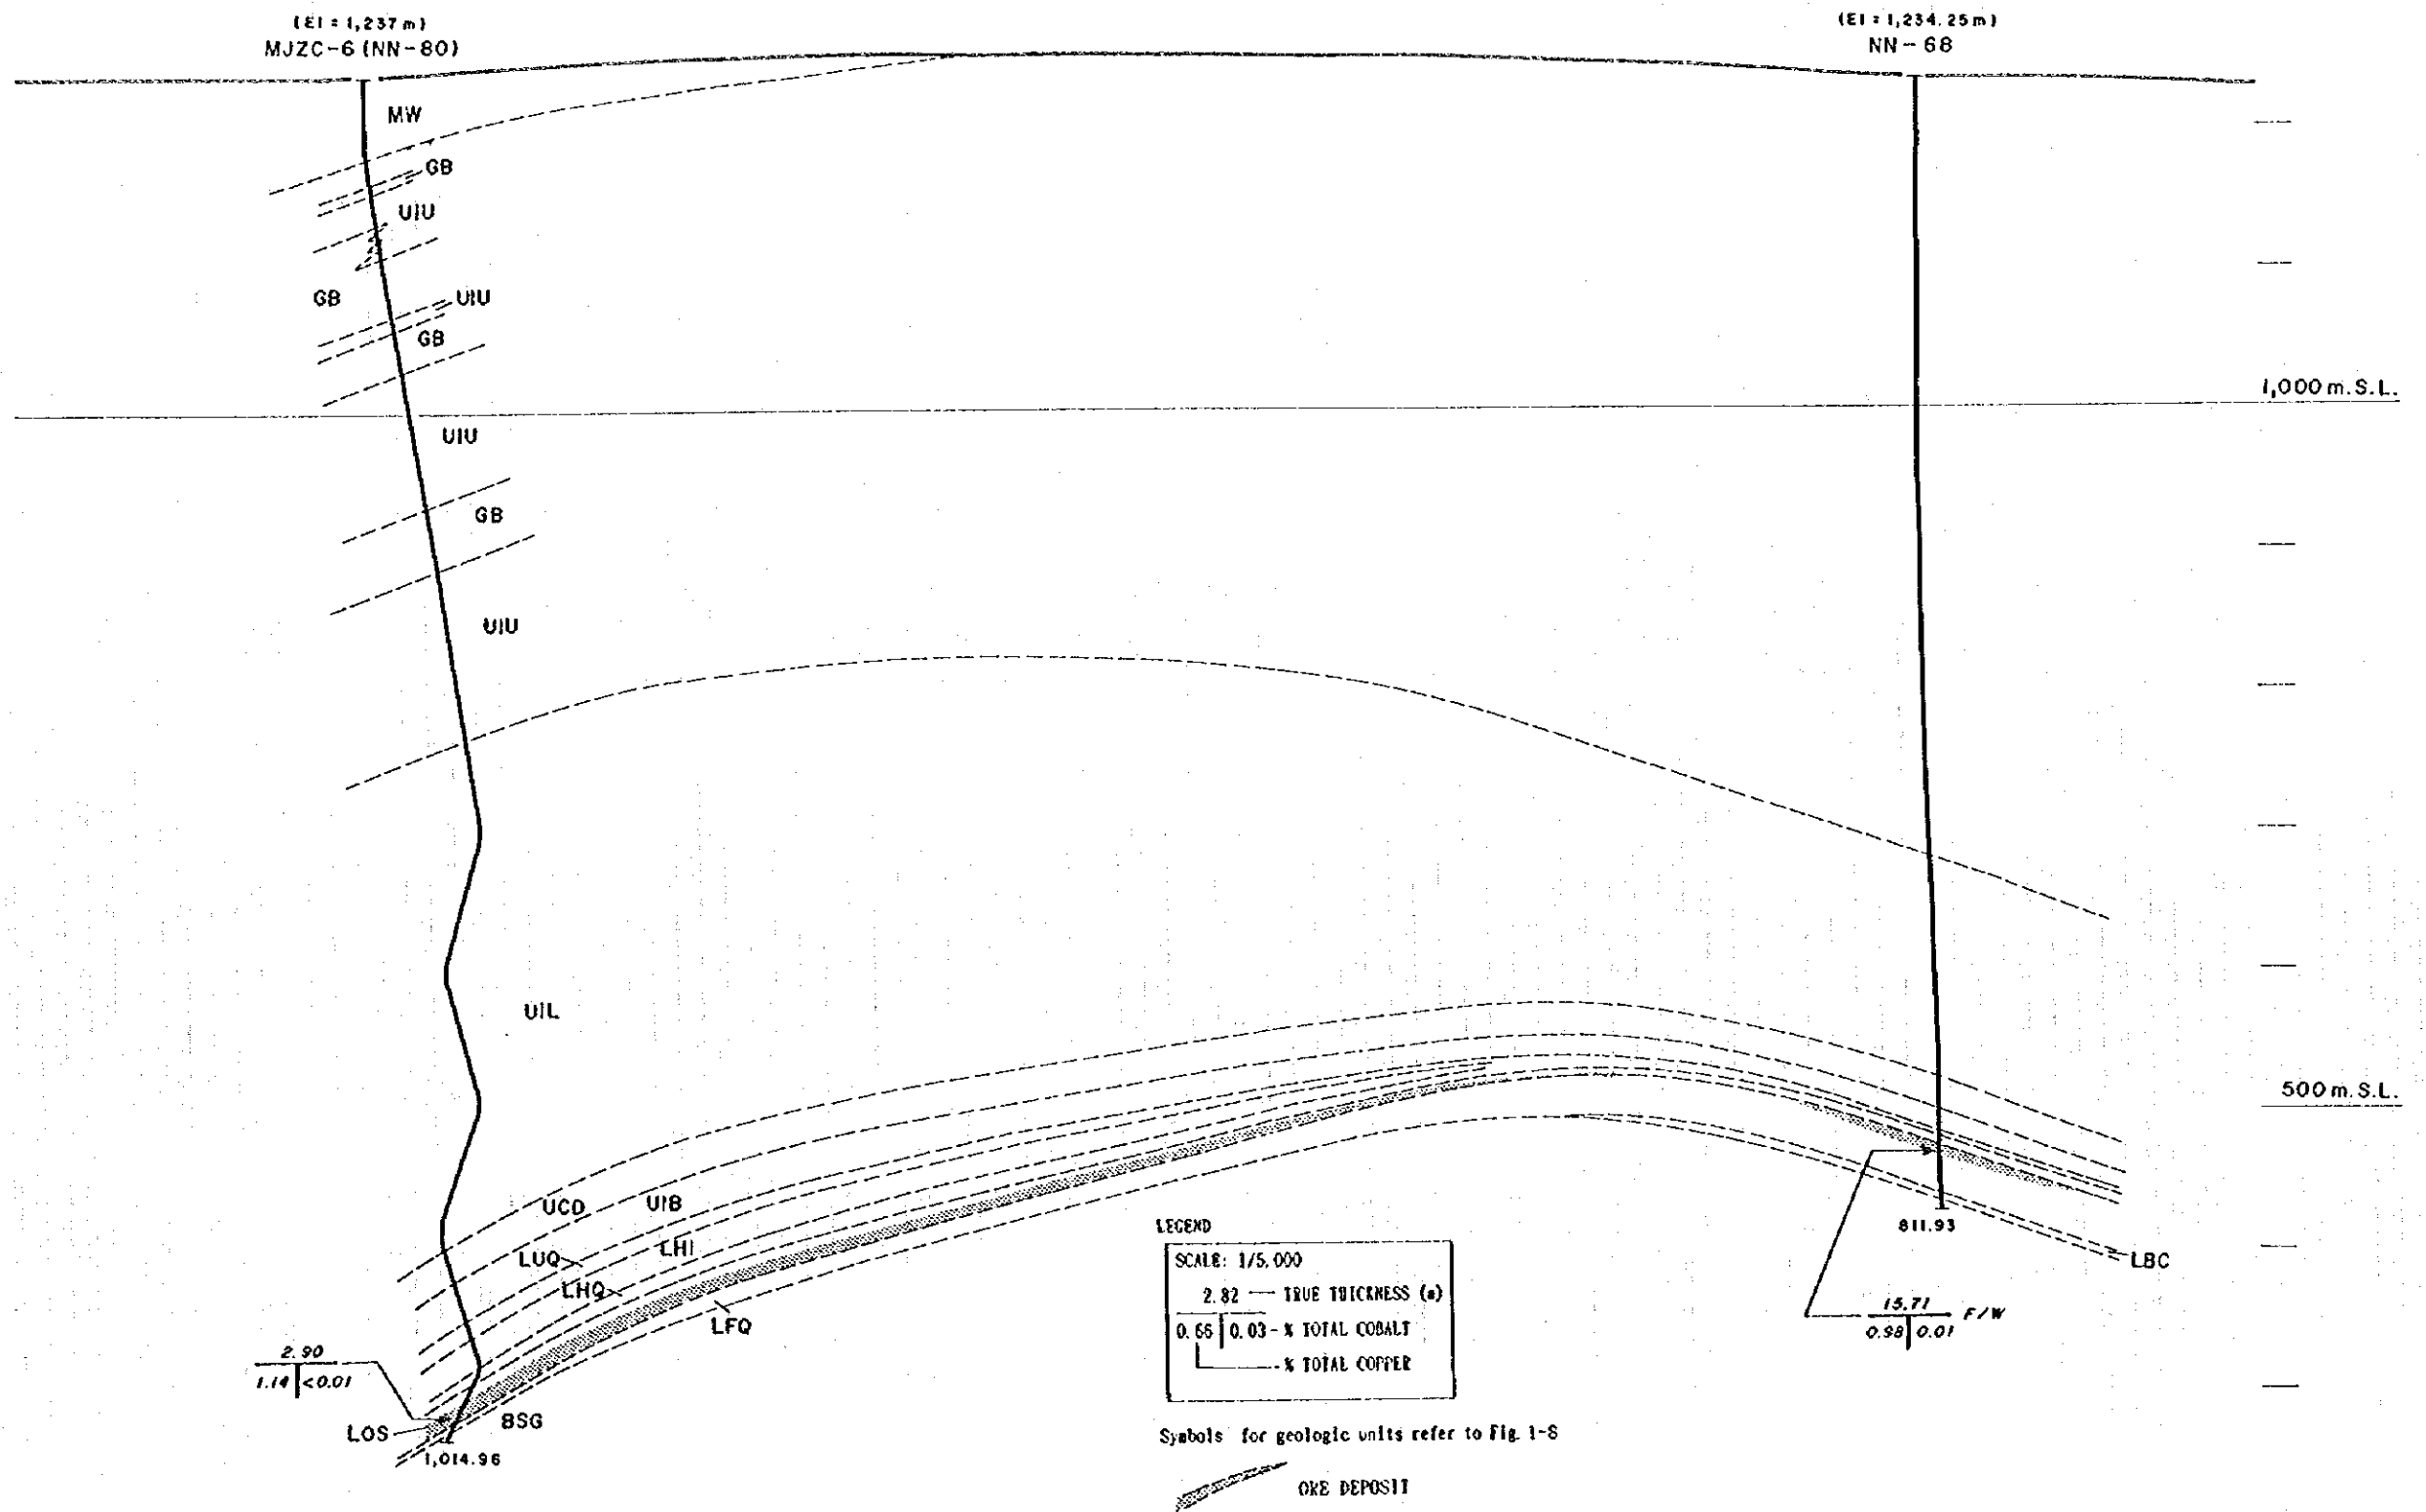 (El = 1,237 m)
MJZC-6 (NN-80)
(El = 1,234.25 m)
NN-68
MW
GB
UIU
GB
UIU
GB
1,000 m. S.L.
UIU
GB
UIU
UIL
500 m. S.L.
UCD
UIB
LUQ
LHI
LHQ
LFQ
LBC
811.93
15.71 F/W
0.98 0.01
2.90
1.14 <0.01
LOS
BSG
1,014.96
LEGEND
SCALE: 1/5,000
2.82 — TRUE THICKNESS (m)
0.66 0.03 - % TOTAL COBALT
% TOTAL COPPER
Symbols for geologic units refer to Fig. 1-8
ORE DEPOSIT